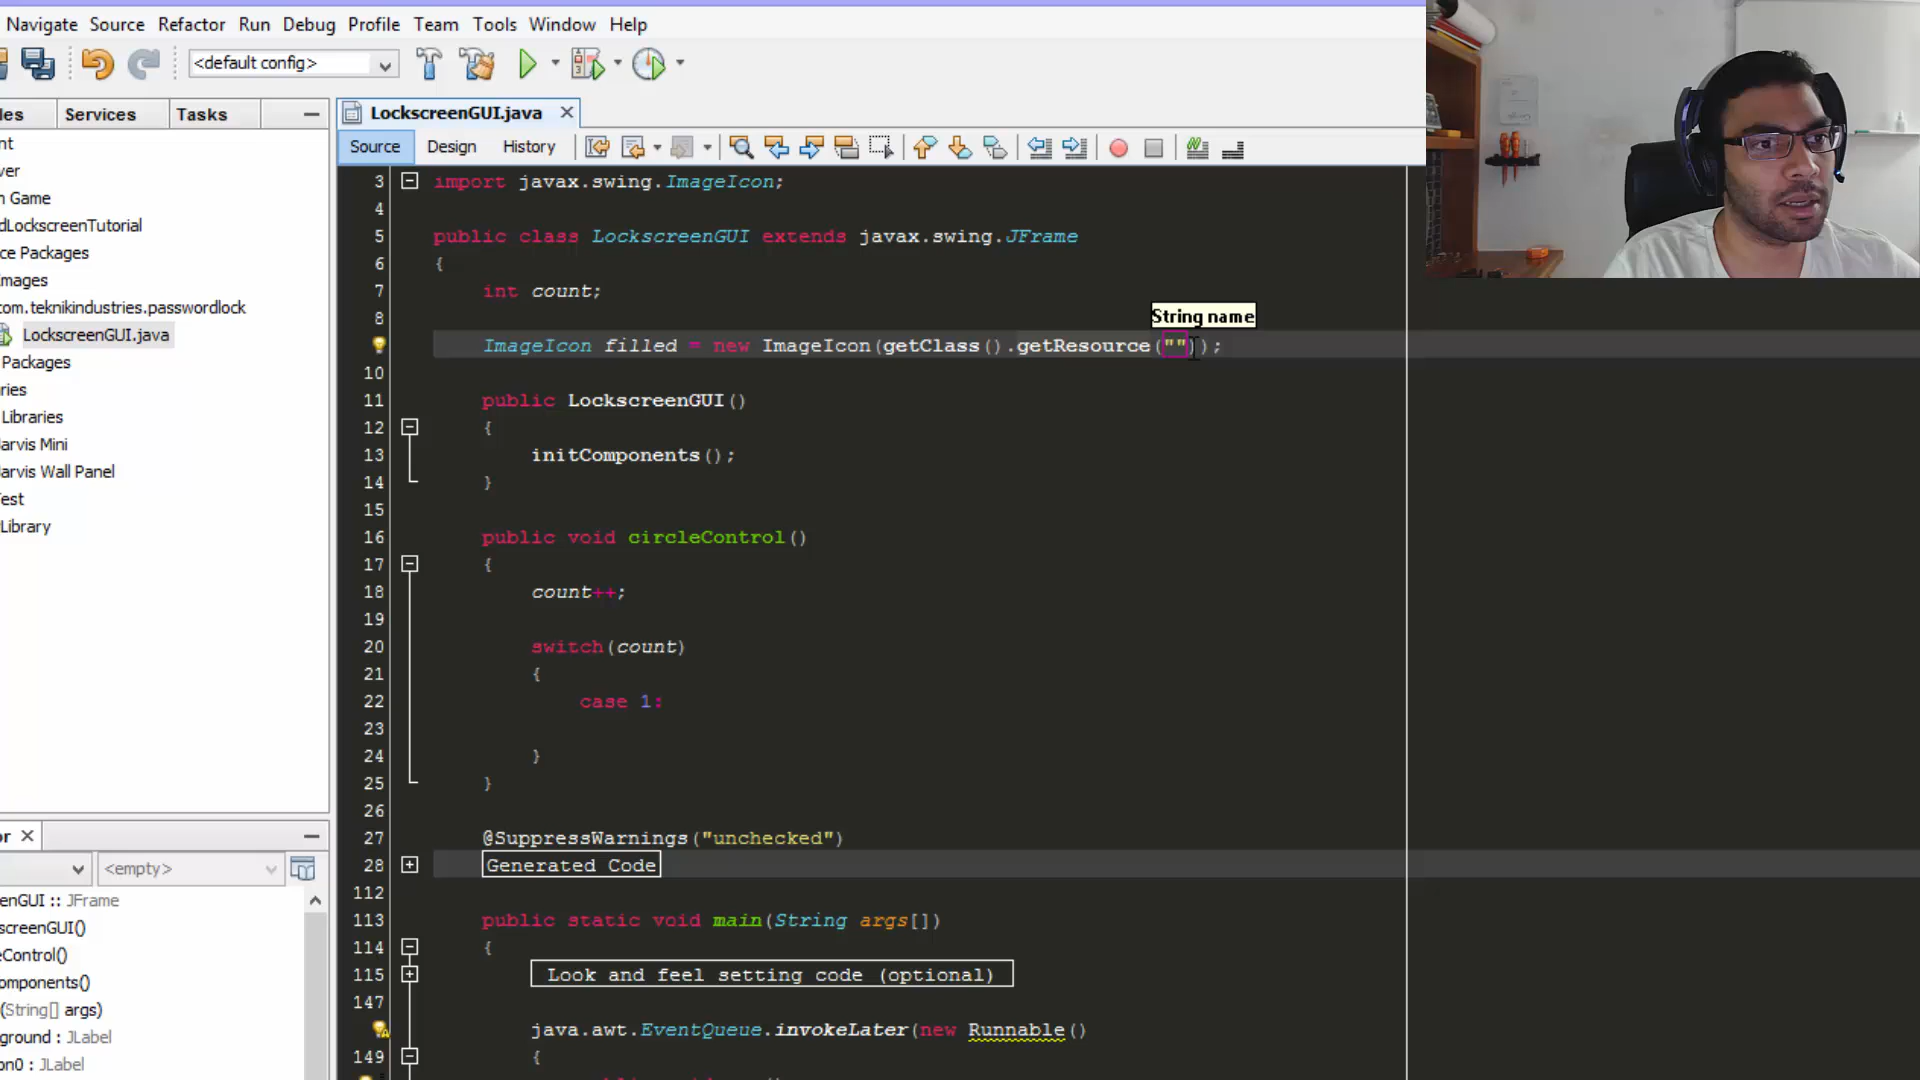 Navigate Source Refactor Run Debug Profile Team Tools Window Help
<default config>
les Services Tasks
LockscreenGUI.java
Source Design History
nt
ver
n Game
dLockscreenTutorial
ce Packages
mages
com.teknikindustries.passwordlock
LockscreenGUI.java
Packages
ries
Libraries
arvis Mini
arvis Wall Panel
est
Library
3 import javax.swing.ImageIcon;
4
5 public class LockscreenGUI extends javax.swing.JFrame
6 {
7 int count;
8
String name
ImageIcon filled = new ImageIcon(getClass().getResource(""));
10
11 public LockscreenGUI()
12 {
13 initComponents();
14 }
15
16 public void circleControl()
17 {
18 count++;
19
20 switch(count)
21 {
22 case 1:
23
24 }
25 }
26
27 @SuppressWarnings("unchecked")
28 Generated Code
112
113 public static void main(String args[])
114 {
115 Look and feel setting code (optional)
147
java.awt.EventQueue.invokeLater(new Runnable()
149 {
or
<empty>
enGUI :: JFrame
screenGUI()
eControl()
omponents()
(String[] args)
ground : JLabel
on0 : JLabel